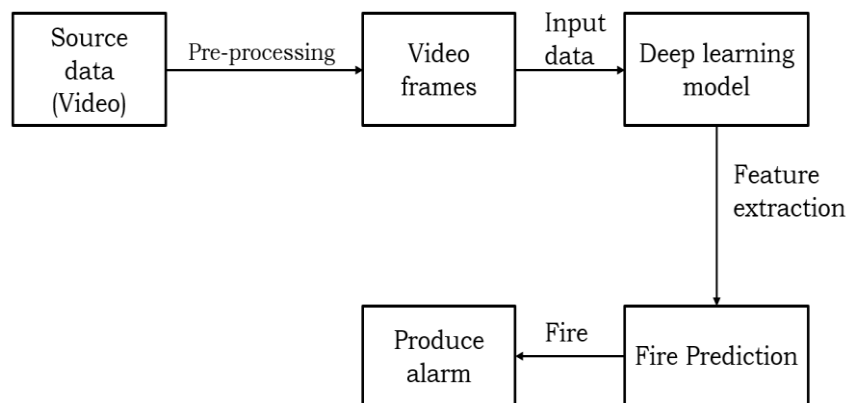 Source
data
(Video)
Pre-processing
Video
frames
Input
data
Deep learning
model
Feature
extraction
Fire Prediction
Fire
Produce
alarm